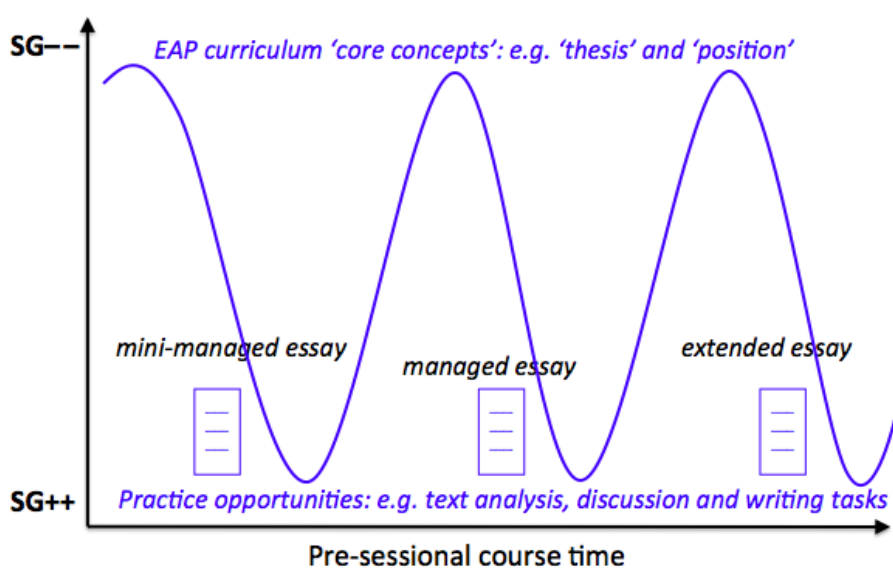 SG−−
EAP curriculum ‘core concepts’: e.g. ‘thesis’ and ‘position’
mini-managed essay
managed essay
extended essay
SG++
Practice opportunities: e.g. text analysis, discussion and writing tasks
Pre-sessional course time